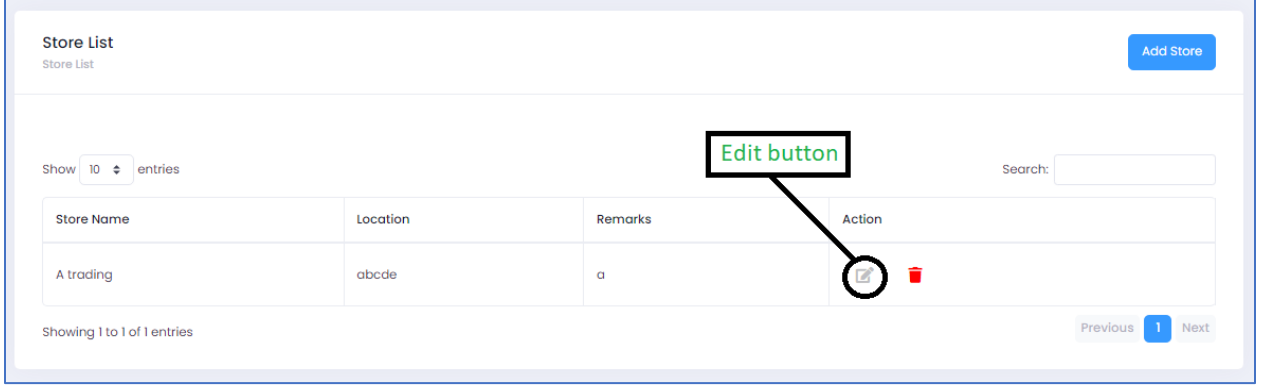 Store List
Store List
Add Store
Edit button
Show 10 entries
Search:
Store Name Location Remarks Action
A trading abcde a
Showing 1 to 1 of 1 entries
Previous 1 Next